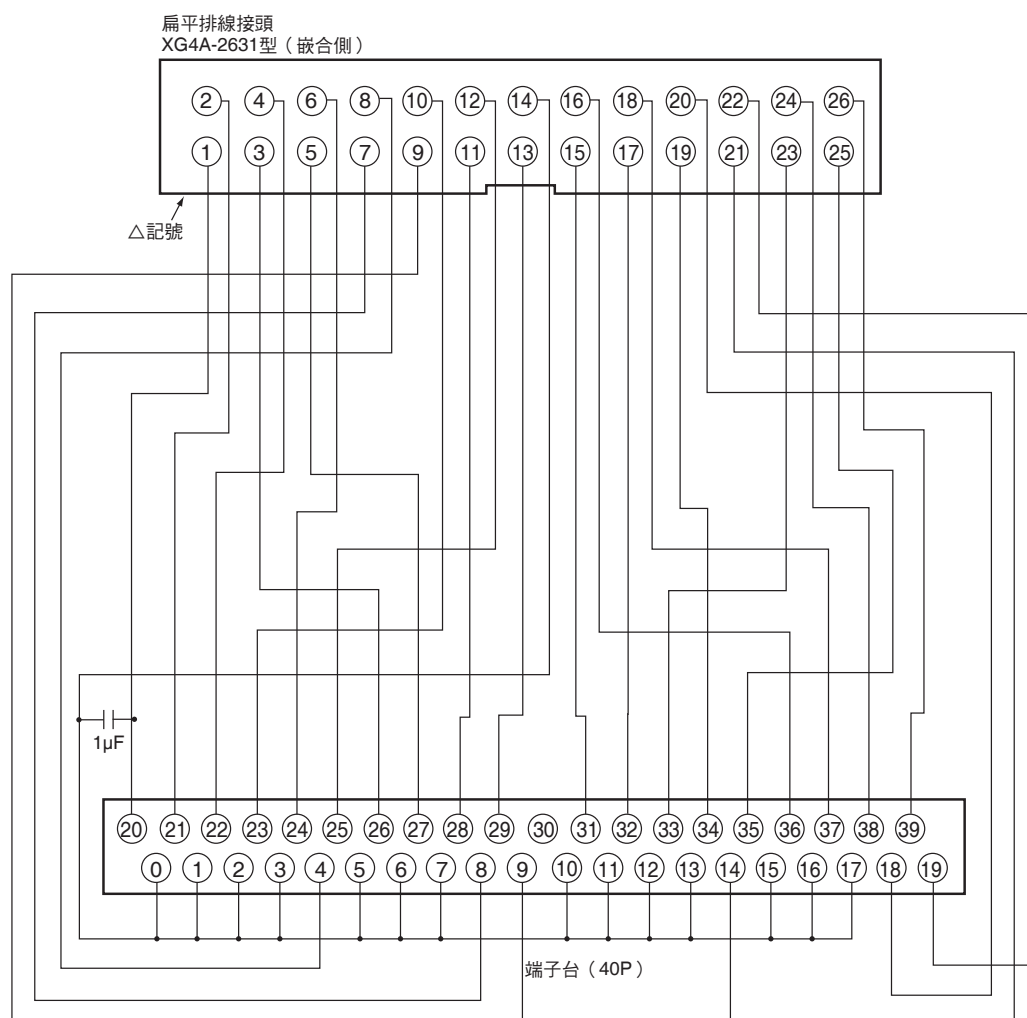 扁平排線接頭
XG4A-2631型（嵌合側）
2 4 6 8 10 12 14 16 18 20 22 24 26
1 3 5 7 9 11 13 15 17 19 21 23 25
△記號
1μF
20 21 22 23 24 25 26 27 28 29 30 31 32 33 34 35 36 37 38 39
0 1 2 3 4 5 6 7 8 9 10 11 12 13 14 15 16 17 18 19
端子台（40P）